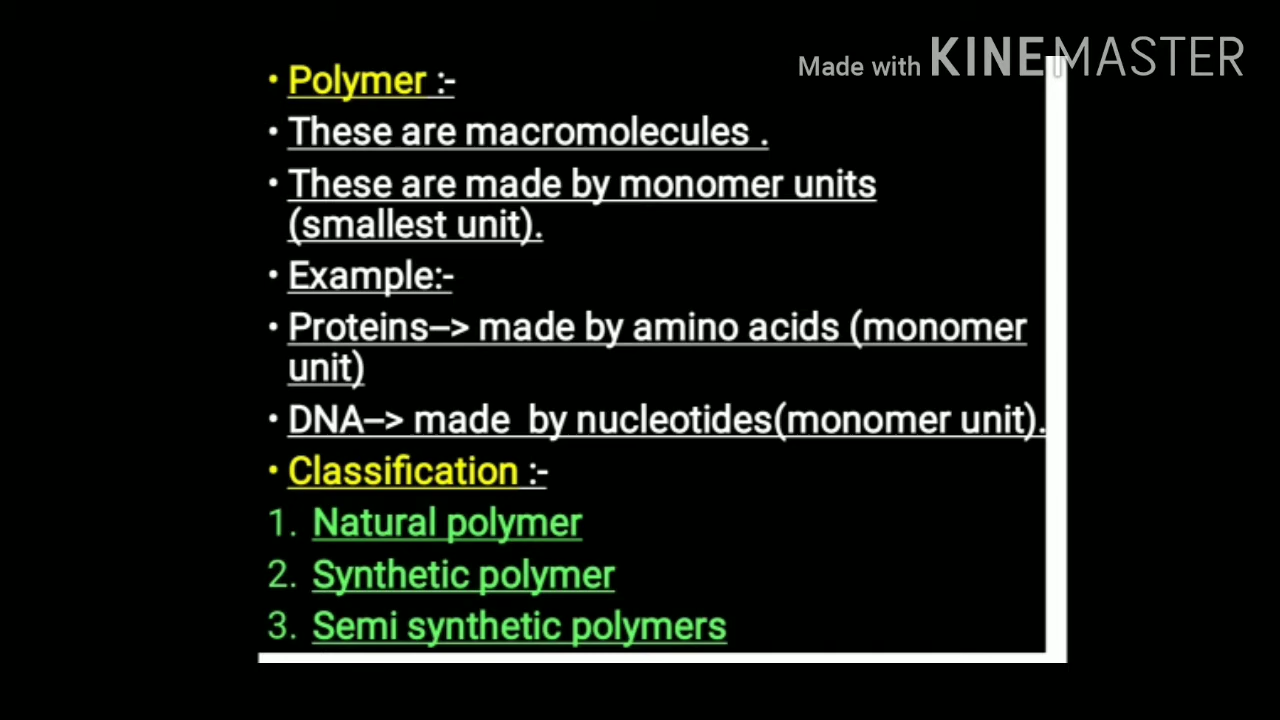 Made with KINEMASTER
• Polymer :-
• These are macromolecules .
• These are made by monomer units
(smallest unit).
• Example:-
• Proteins–> made by amino acids (monomer
unit)
• DNA–> made  by nucleotides(monomer unit).
• Classification :-
1. Natural polymer
2. Synthetic polymer
3. Semi synthetic polymers